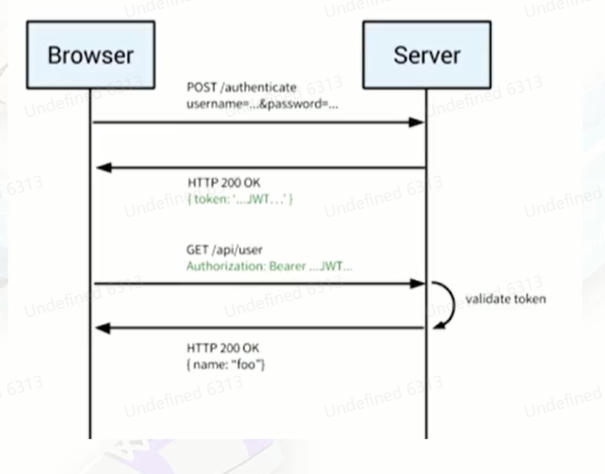 Browser
Server
POST /authenticate
username=...&password=...
HTTP 200 OK
{ token: '...JWT...' }
GET /api/user
Authorization: Bearer ...JWT...
validate token
HTTP 200 OK
{ name: "foo"}
Undefined 6313